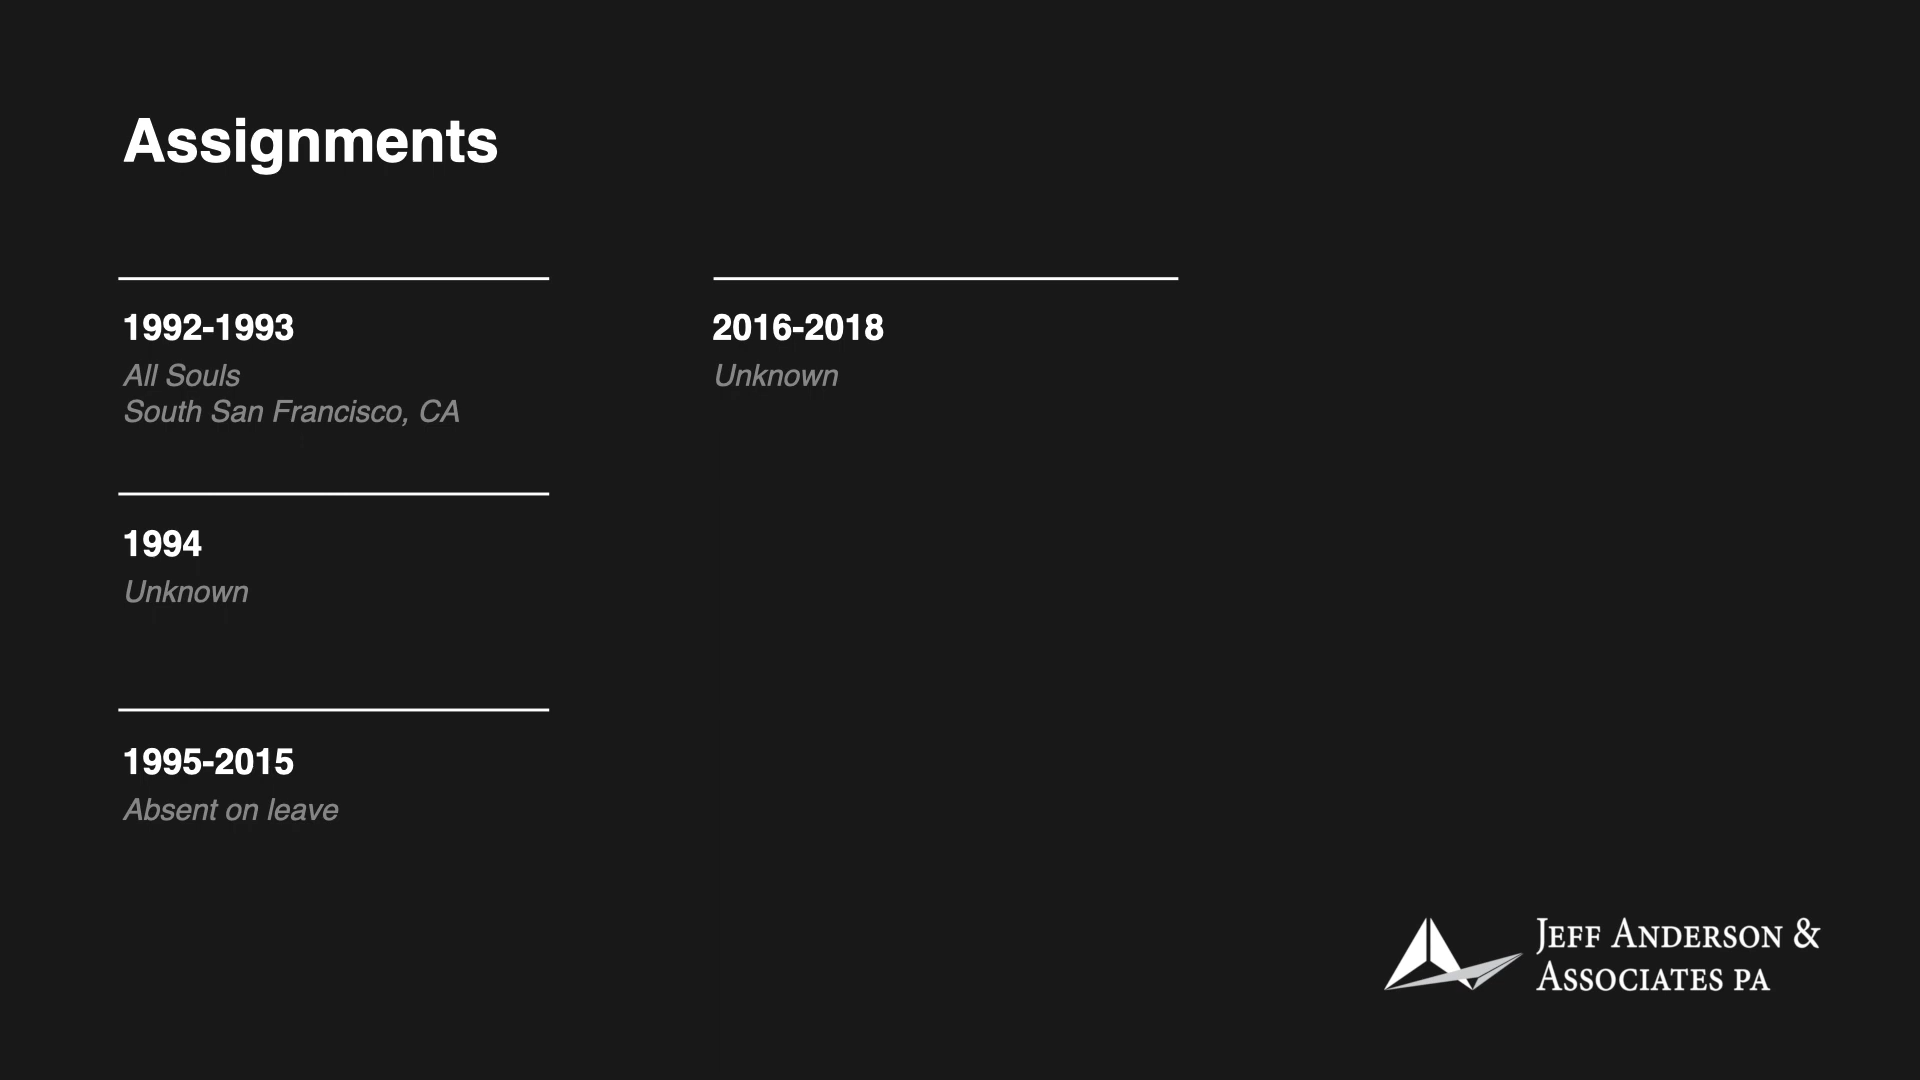 Assignments
1992-1993
All Souls
South San Francisco, CA
1994
Unknown
1995-2015
Absent on leave
2016-2018
Unknown
Jeff Anderson &
Associates PA